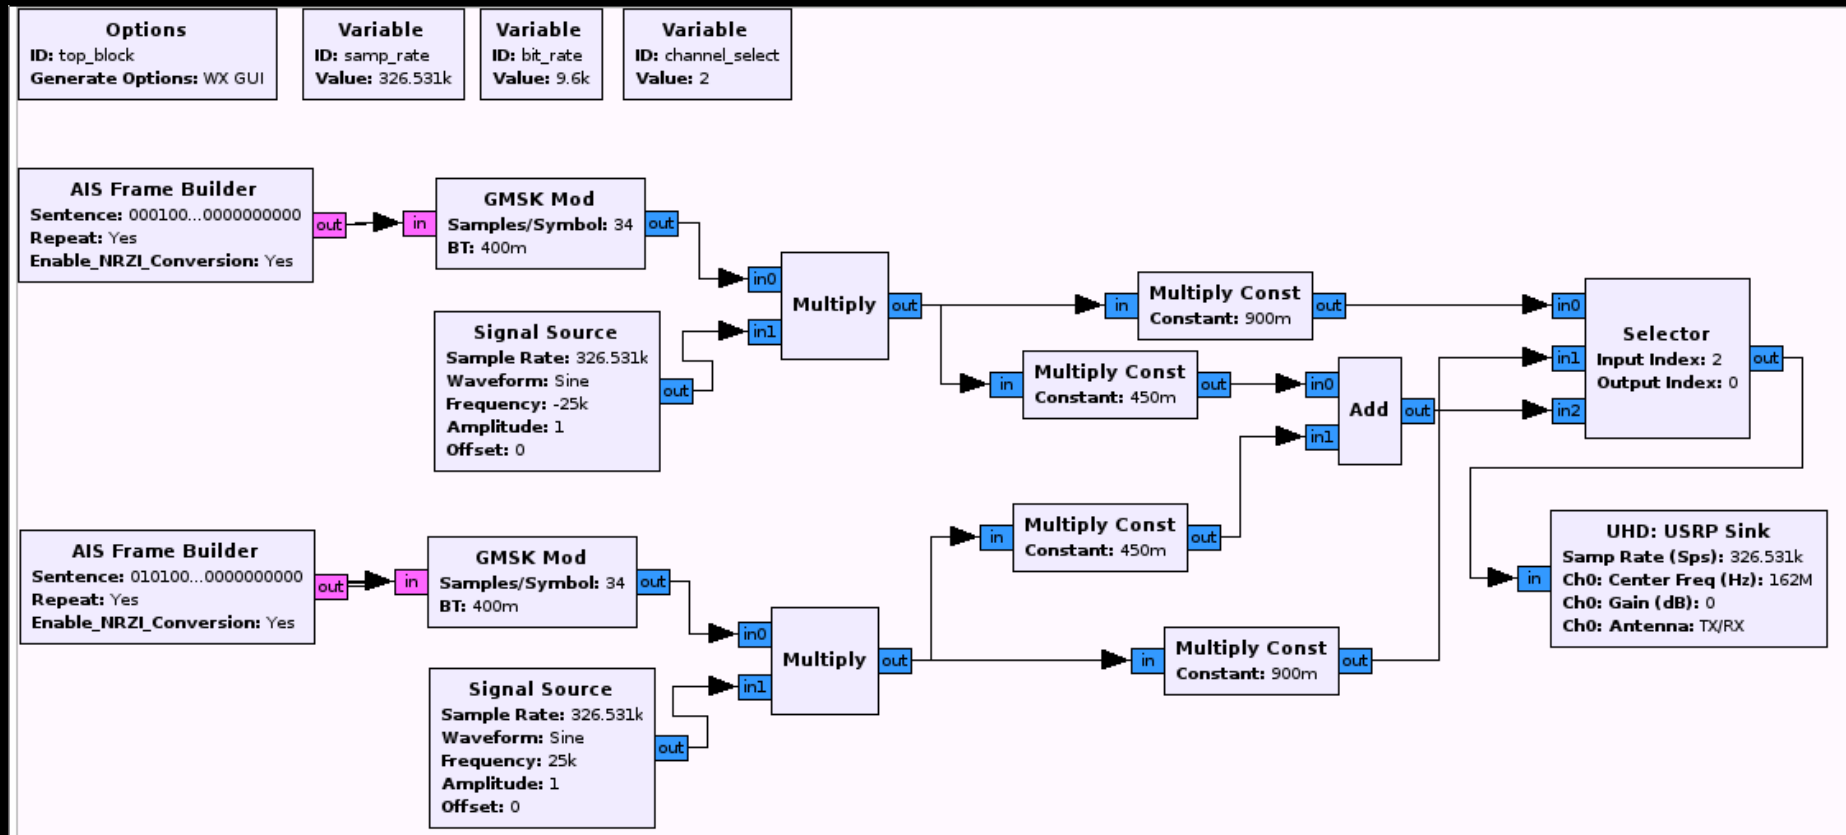 Options
ID: top_block
Generate Options: WX GUI
Variable
ID: samp_rate
Value: 326.531k
Variable
ID: bit_rate
Value: 9.6k
Variable
ID: channel_select
Value: 2
AIS Frame Builder
Sentence: 000100...0000000000
Repeat: Yes
Enable_NRZI_Conversion: Yes
out
in
GMSK Mod
Samples/Symbol: 34
BT: 400m
out
Signal Source
Sample Rate: 326.531k
Waveform: Sine
Frequency: -25k
Amplitude: 1
Offset: 0
out
in0
in1
Multiply
out
in
Multiply Const
Constant: 900m
out
in
Multiply Const
Constant: 450m
out
in0
in1
Add
out
in0
in1
in2
Selector
Input Index: 2
Output Index: 0
out
AIS Frame Builder
Sentence: 010100...0000000000
Repeat: Yes
Enable_NRZI_Conversion: Yes
out
in
GMSK Mod
Samples/Symbol: 34
BT: 400m
out
Signal Source
Sample Rate: 326.531k
Waveform: Sine
Frequency: 25k
Amplitude: 1
Offset: 0
out
in0
in1
Multiply
out
in
Multiply Const
Constant: 450m
out
in
Multiply Const
Constant: 900m
out
in
UHD: USRP Sink
Samp Rate (Sps): 326.531k
Ch0: Center Freq (Hz): 162M
Ch0: Gain (dB): 0
Ch0: Antenna: TX/RX